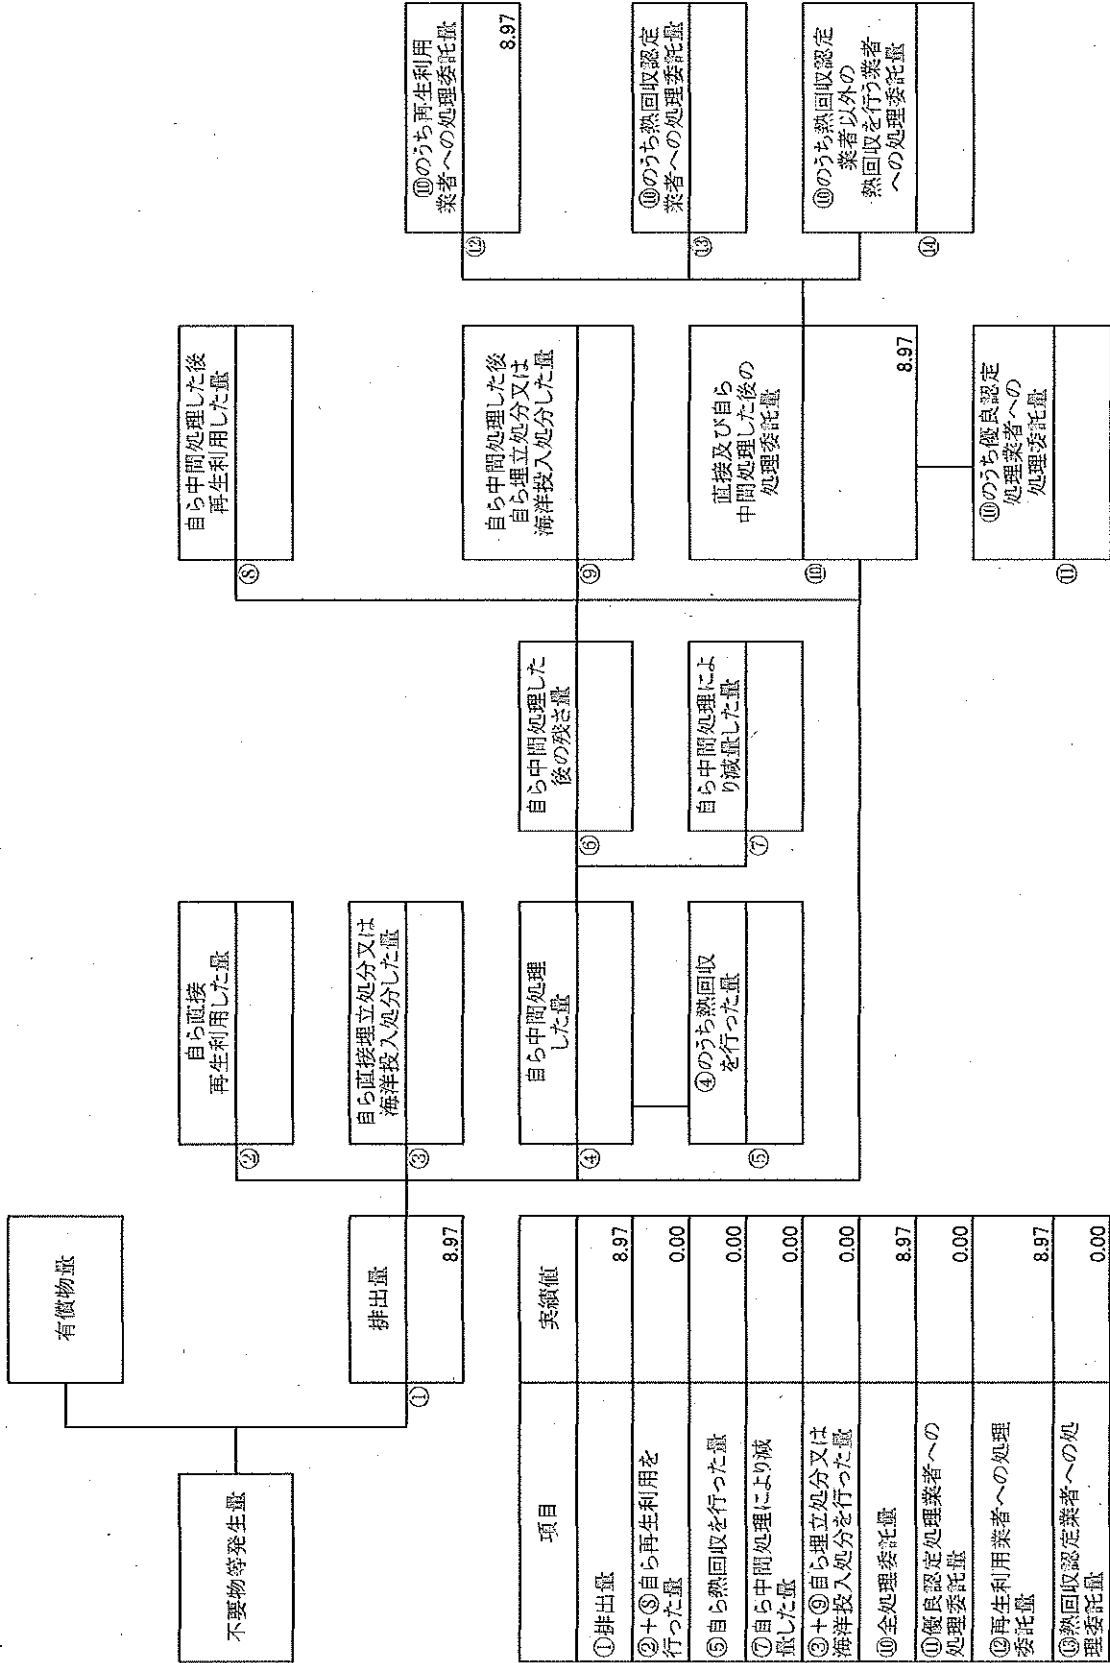 不要物等発生量
有償物量
排出量
①
8.97
自ら直接
再生利用した量
②
自ら直接埋立処分又は
海洋投入処分した量
③
自ら中間処理
した量
④
④のうち熱回収
を行った量
⑤
自ら中間処理した
後の残さ量
⑥
自ら中間処理によ
り減量した量
⑦
自ら中間処理した後
再生利用した量
⑧
自ら中間処理した後
自ら埋立処分又は
海洋投入処分した量
⑨
直接及び自ら
中間処理した後の
処理委託量
⑩
8.97
⑩のうち優良認定
処理業者への
処理委託量
⑪
⑩のうち再生利用
業者への処理委託量
⑫
8.97
⑩のうち熱回収認定
業者への処理委託量
⑬
⑩のうち熱回収認定
業者以外の
熱回収を行う業者
への処理委託量
⑭
項目 実績値
①排出量 8.97
②+⑧自ら再生利用を
行った量 0.00
⑤自ら熱回収を行った量 0.00
⑦自ら中間処理により減
量した量 0.00
③+⑨自ら埋立処分又は
海洋投入処分を行った量 0.00
⑩全処理委託量 8.97
⑪優良認定処理業者への
処理委託量 0.00
⑫再生利用業者への処理
委託量 8.97
⑬熱回収認定業者への処
理委託量 0.00